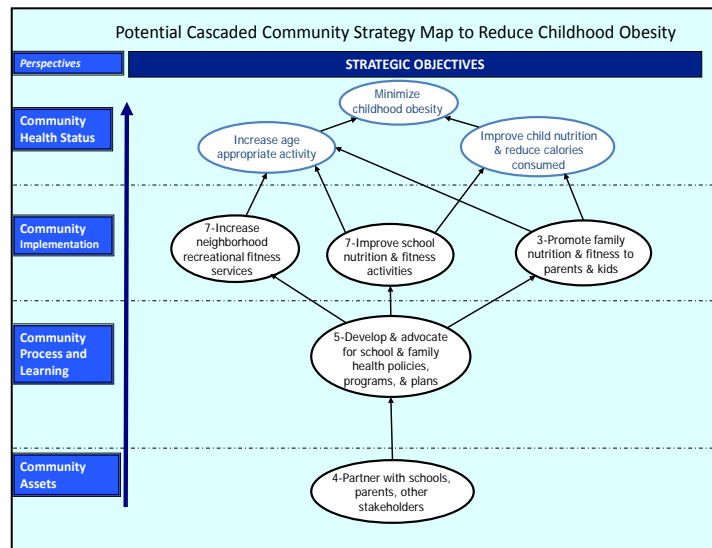 Potential Cascaded Community Strategy Map to Reduce Childhood Obesity
Perspectives
STRATEGIC OBJECTIVES
Community
Health Status
Minimize
childhood obesity
Increase age
appropriate activity
Improve child nutrition
& reduce calories
consumed
Community
Implementation
7-Increase
neighborhood
recreational fitness
services
7-Improve school
nutrition & fitness
activities
3-Promote family
nutrition & fitness to
parents & kids
Community
Process and
Learning
5-Develop & advocate
for school & family
health policies,
programs, & plans
Community
Assets
4-Partner with schools,
parents, other
stakeholders